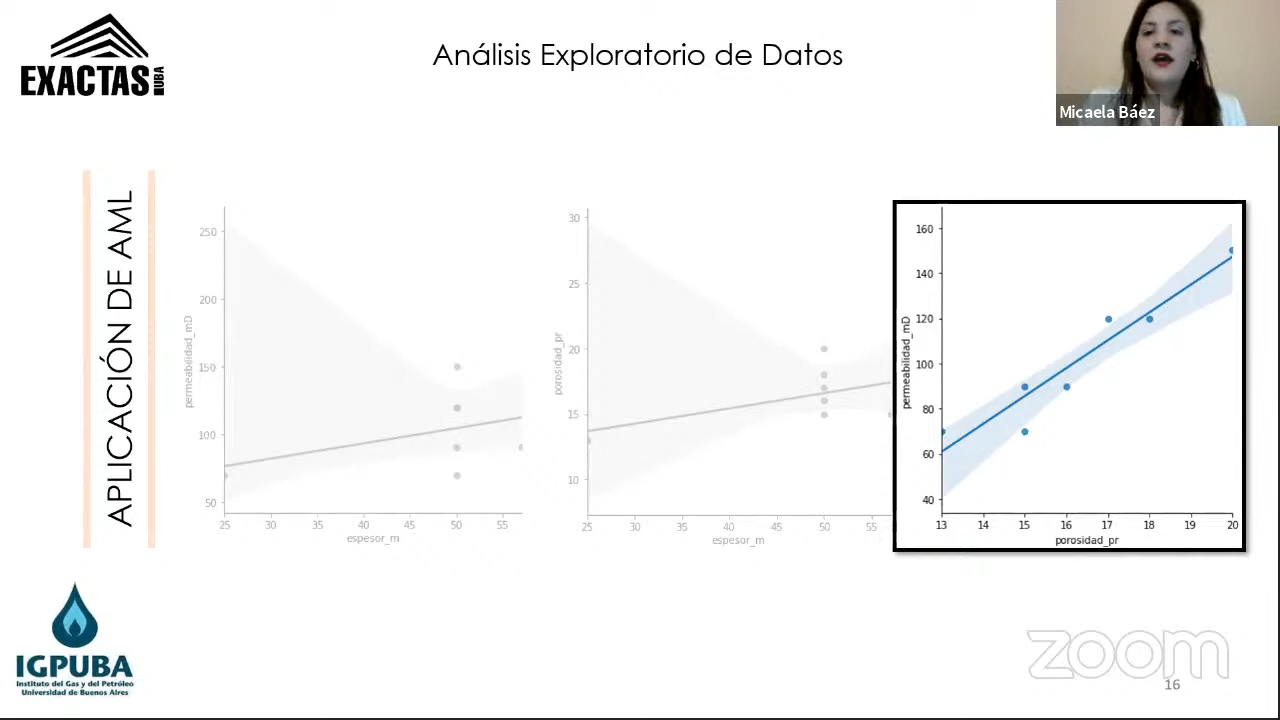 EXACTAS UBA
Análisis Exploratorio de Datos
Micaela Báez
APLICACIÓN DE AML
250
200
150
100
50
permeabilidad_mD
25 30 35 40 45 50 55
espesor_m
30
25
20
15
10
porosidad_pr
25 30 35 40 45 50 55
espesor_m
160
140
120
100
80
60
40
permeabilidad_mD
13 14 15 16 17 18 19 20
porosidad_pr
IGPUBA
Instituto del Gas y del Petróleo
Universidad de Buenos Aires
zoom
16